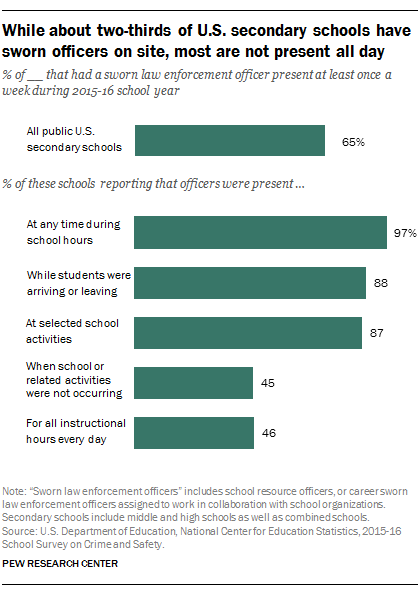 While about two-thirds of U.S. secondary schools have
sworn officers on site, most are not present all day
% of __ that had a sworn law enforcement officer present at least once a
week during 2015-16 school year
All public U.S.
secondary schools
65%
% of these schools reporting that officers were present ...
At any time during
school hours
97%
While students were
arriving or leaving
88
At selected school
activities
87
When school or
related activities
were not occurring
45
For all instructional
hours every day
46
Note: “Sworn law enforcement officers” includes school resource officers, or career sworn
law enforcement officers assigned to work in collaboration with school organizations.
Secondary schools include middle and high schools as well as combined schools.
Source: U.S. Department of Education, National Center for Education Statistics, 2015-16
School Survey on Crime and Safety.
PEW RESEARCH CENTER